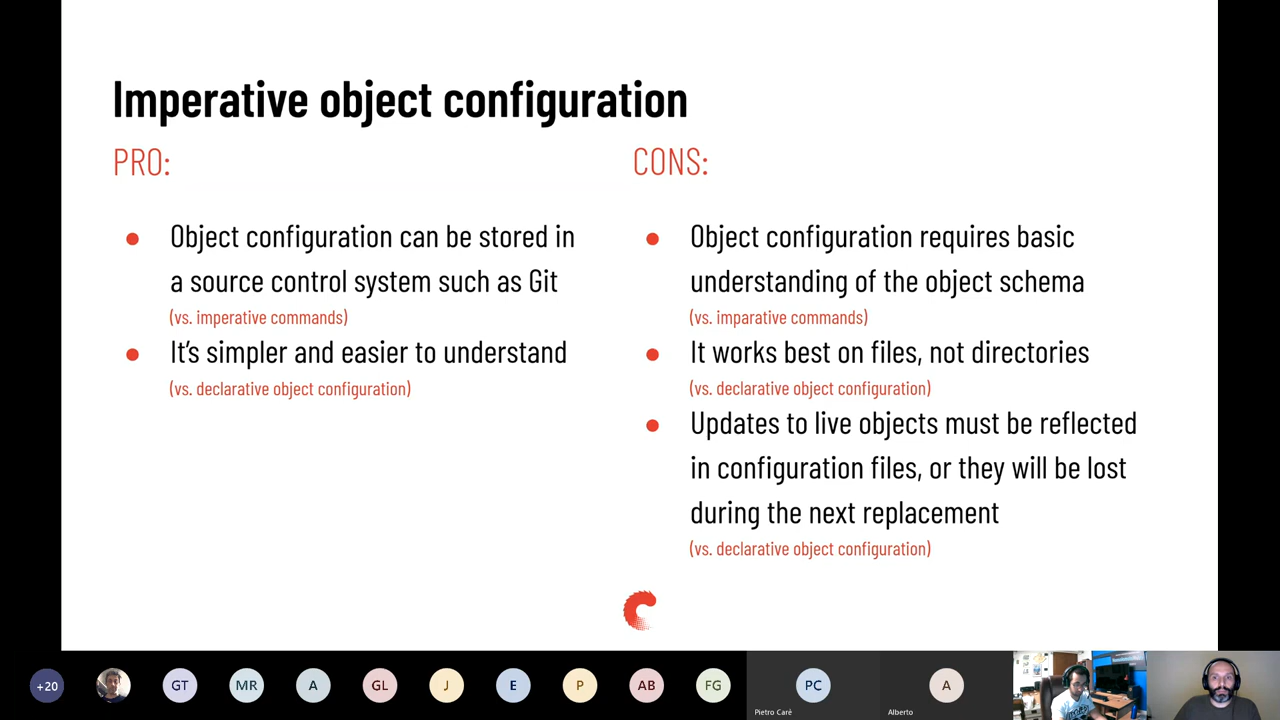 Imperative object configuration
PRO:
Object configuration can be stored in
a source control system such as Git
(vs. imperative commands)
It's simpler and easier to understand
(vs. declarative object configuration)
CONS:
Object configuration requires basic
understanding of the object schema
(vs. imparative commands)
It works best on files, not directories
(vs. declarative object configuration)
Updates to live objects must be reflected
in configuration files, or they will be lost
during the next replacement
(vs. declarative object configuration)
+20
GT
MR
A
GL
J
E
P
AB
FG
PC
Pietro Carè
A
Alberto